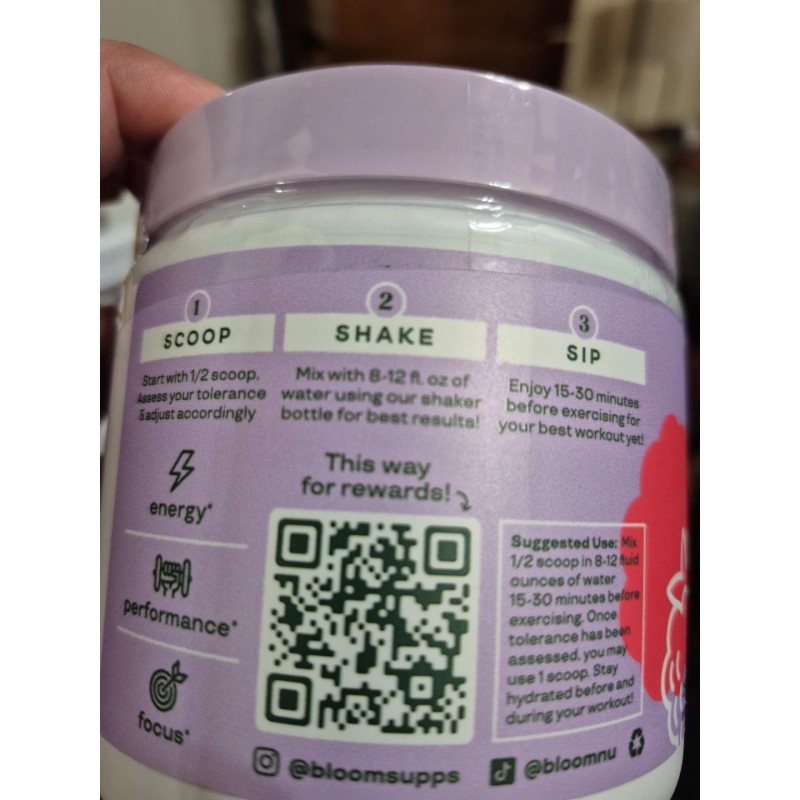 1
SCOOP
Start with 1/2 scoop.
Assess your tolerance
& adjust accordingly
2
SHAKE
Mix with 8-12 fl. oz of
water using our shaker
bottle for best results!
3
SIP
Enjoy 15-30 minutes
before exercising for
your best workout yet!
energy*
performance*
focus*
This way
for rewards!
Suggested Use: Mix
1/2 scoop in 8-12 fluid
ounces of water
15-30 minutes before
exercising. Once
tolerance has been
assessed, you may
use 1 scoop. Stay
hydrated before and
during your workout!
@bloomsupps
@bloomnu